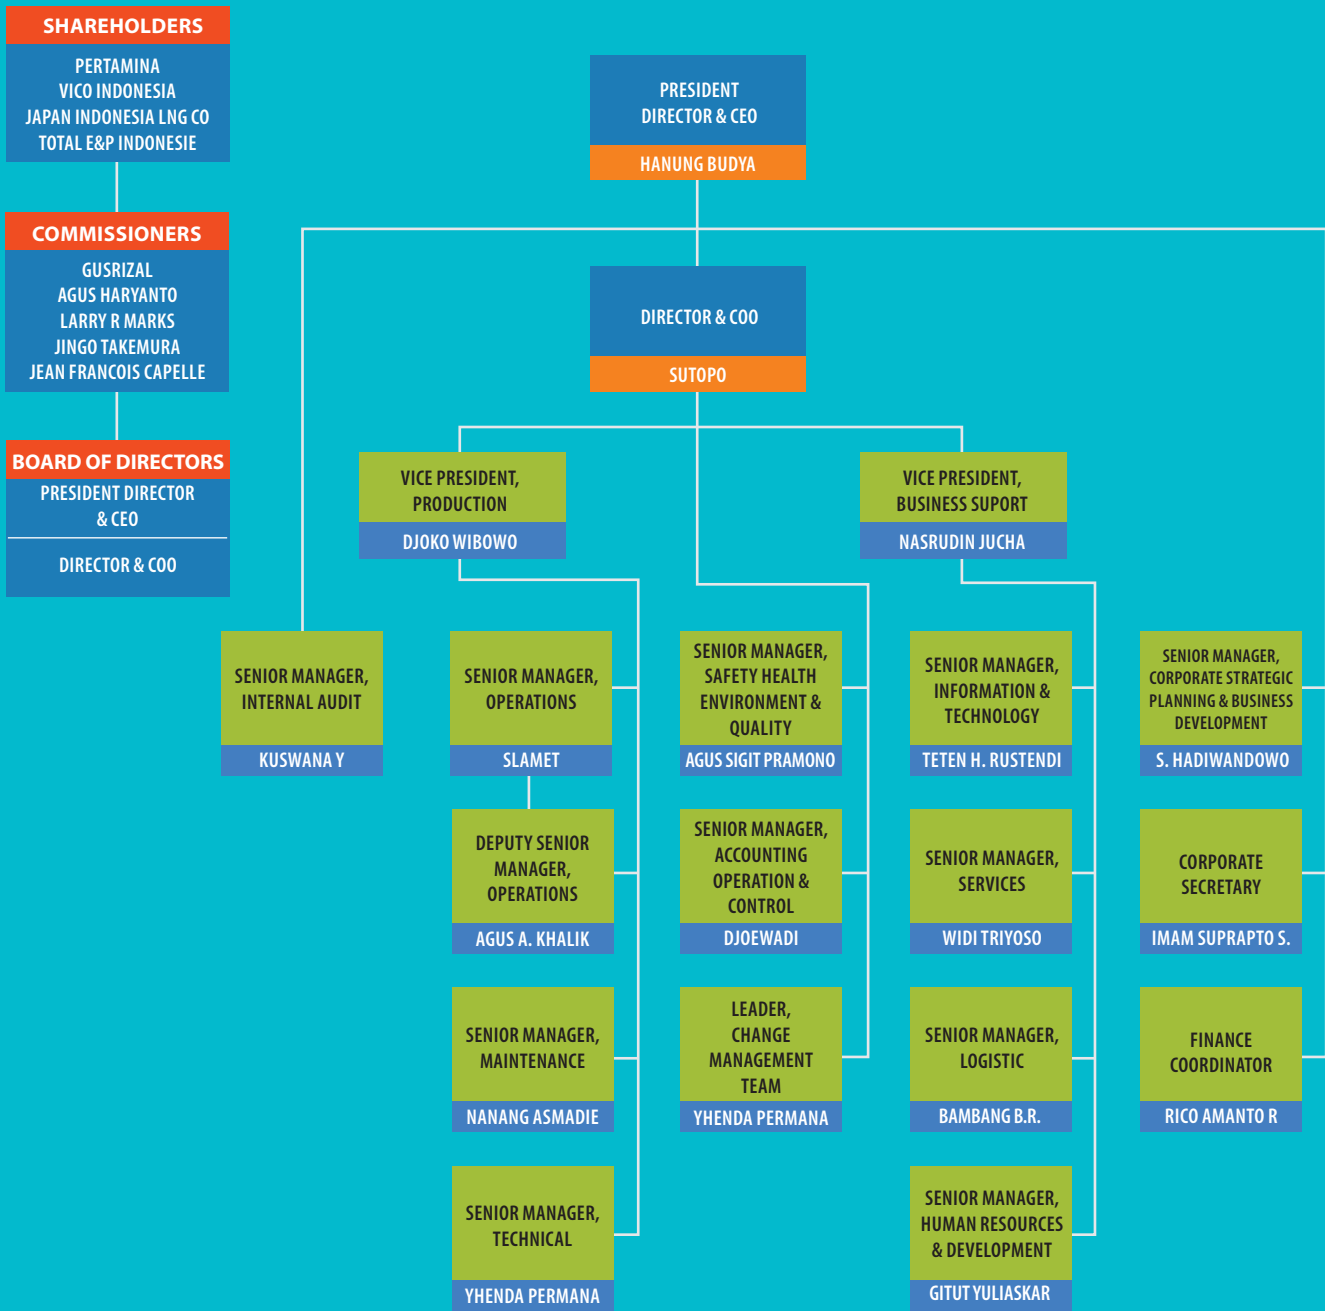 SHAREHOLDERS
PERTAMINA
VICO INDONESIA
JAPAN INDONESIA LNG CO
TOTAL E&P INDONESIE
COMMISSIONERS
GUSRIZAL
AGUS HARYANTO
LARRY R MARKS
JINGO TAKEMURA
JEAN FRANCOIS CAPELLE
BOARD OF DIRECTORS
PRESIDENT DIRECTOR
& CEO
DIRECTOR & COO
PRESIDENT
DIRECTOR & CEO
HANUNG BUDYA
DIRECTOR & COO
SUTOPO
VICE PRESIDENT,
PRODUCTION
DJOKO WIBOWO
VICE PRESIDENT,
BUSINESS SUPORT
NASRUDIN JUCHA
SENIOR MANAGER,
INTERNAL AUDIT
KUSWANA Y
SENIOR MANAGER,
OPERATIONS
SLAMET
DEPUTY SENIOR
MANAGER,
OPERATIONS
AGUS A. KHALIK
SENIOR MANAGER,
MAINTENANCE
NANANG ASMADIE
SENIOR MANAGER,
TECHNICAL
YHENDA PERMANA
SENIOR MANAGER,
SAFETY HEALTH
ENVIRONMENT &
QUALITY
AGUS SIGIT PRAMONO
SENIOR MANAGER,
ACCOUNTING
OPERATION &
CONTROL
DJOEWADI
LEADER,
CHANGE
MANAGEMENT
TEAM
YHENDA PERMANA
SENIOR MANAGER,
INFORMATION &
TECHNOLOGY
TETEN H. RUSTENDI
SENIOR MANAGER,
SERVICES
WIDI TRIYOSO
SENIOR MANAGER,
LOGISTIC
BAMBANG B.R.
SENIOR MANAGER,
HUMAN RESOURCES
& DEVELOPMENT
GITUT YULIASKAR
SENIOR MANAGER,
CORPORATE STRATEGIC
PLANNING & BUSINESS
DEVELOPMENT
S. HADIWANDOWO
CORPORATE
SECRETARY
IMAM SUPRAPTO S.
FINANCE
COORDINATOR
RICO AMANTO R